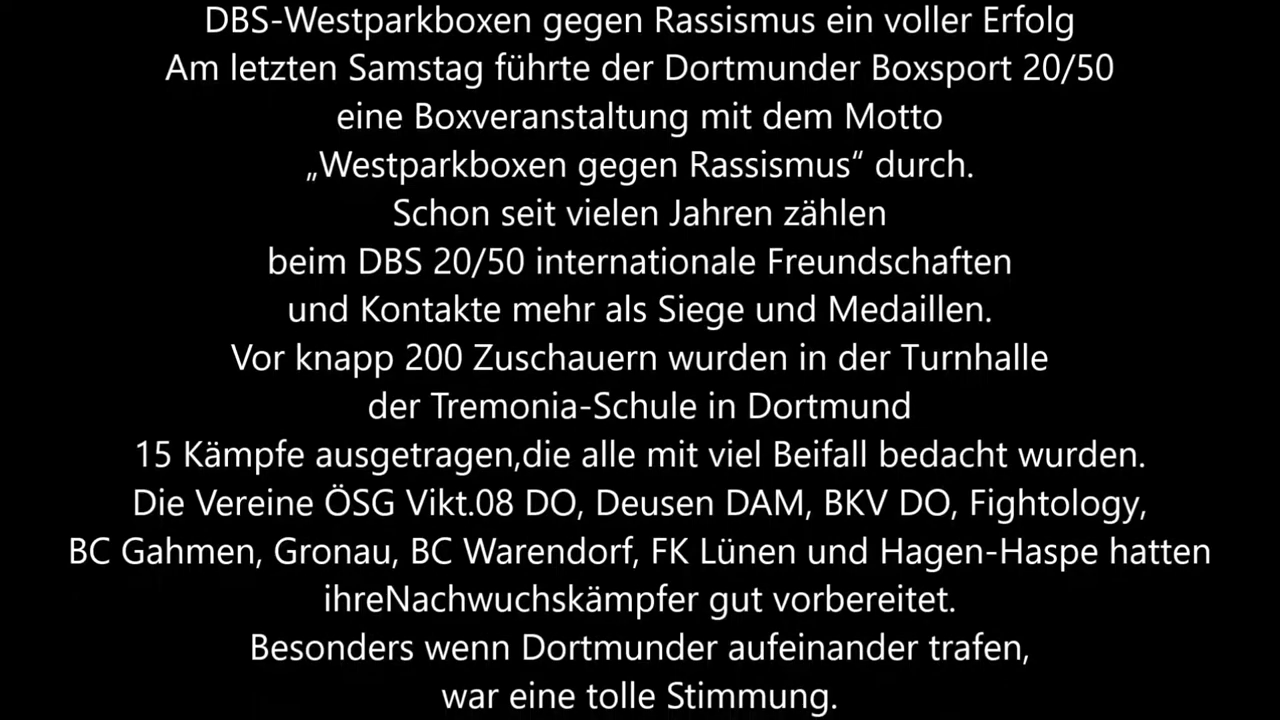 DBS-Westparkboxen gegen Rassismus ein voller Erfolg
Am letzten Samstag führte der Dortmunder Boxsport 20/50
eine Boxveranstaltung mit dem Motto
„Westparkboxen gegen Rassismus“ durch.
Schon seit vielen Jahren zählen
beim DBS 20/50 internationale Freundschaften
und Kontakte mehr als Siege und Medaillen.
Vor knapp 200 Zuschauern wurden in der Turnhalle
der Tremonia-Schule in Dortmund
15 Kämpfe ausgetragen,die alle mit viel Beifall bedacht wurden.
Die Vereine ÖSG Vikt.08 DO, Deusen DAM, BKV DO, Fightology,
BC Gahmen, Gronau, BC Warendorf, FK Lünen und Hagen-Haspe hatten
ihreNachwuchskämpfer gut vorbereitet.
Besonders wenn Dortmunder aufeinander trafen,
war eine tolle Stimmung.